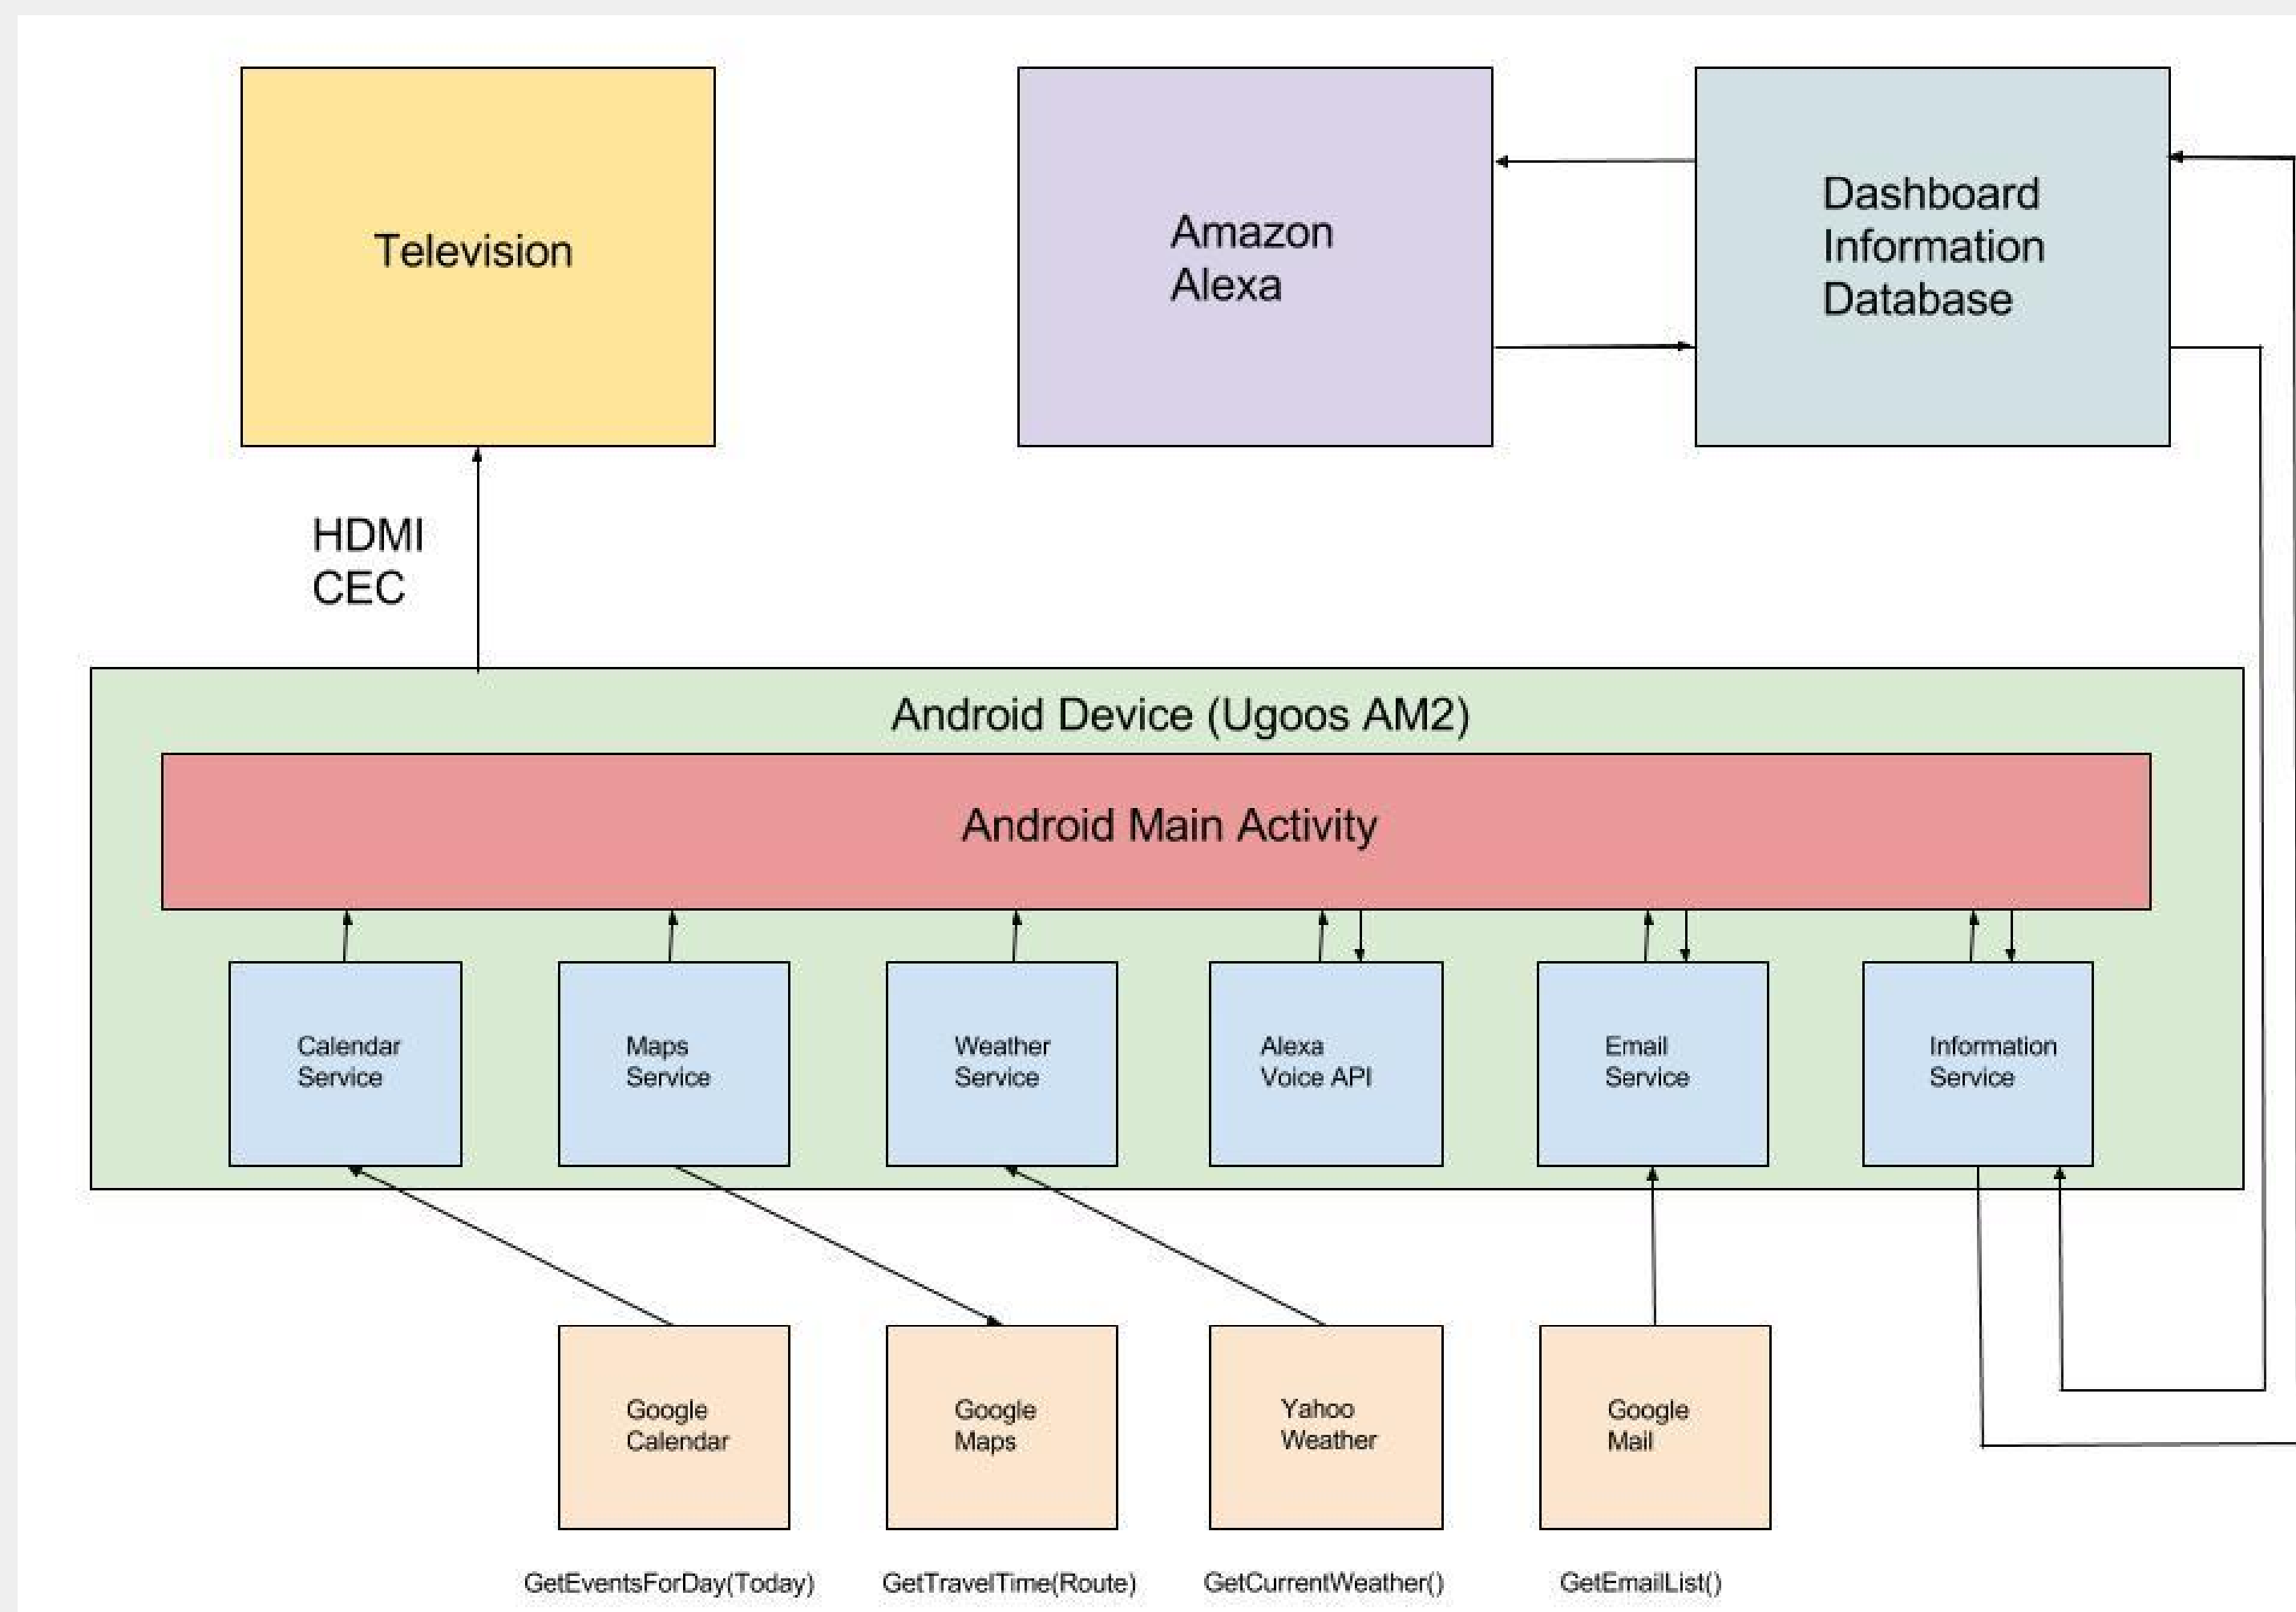 Television
Amazon
Alexa
Dashboard
Information
Database
HDMI
CEC
Android Device (Ugoos AM2)
Android Main Activity
Calendar
Service
Maps
Service
Weather
Service
Alexa
Voice API
Email
Service
Information
Service
Google
Calendar
Google
Maps
Yahoo
Weather
Google
Mail
GetEventsForDay(Today)
GetTravelTime(Route)
GetCurrentWeather()
GetEmailList()